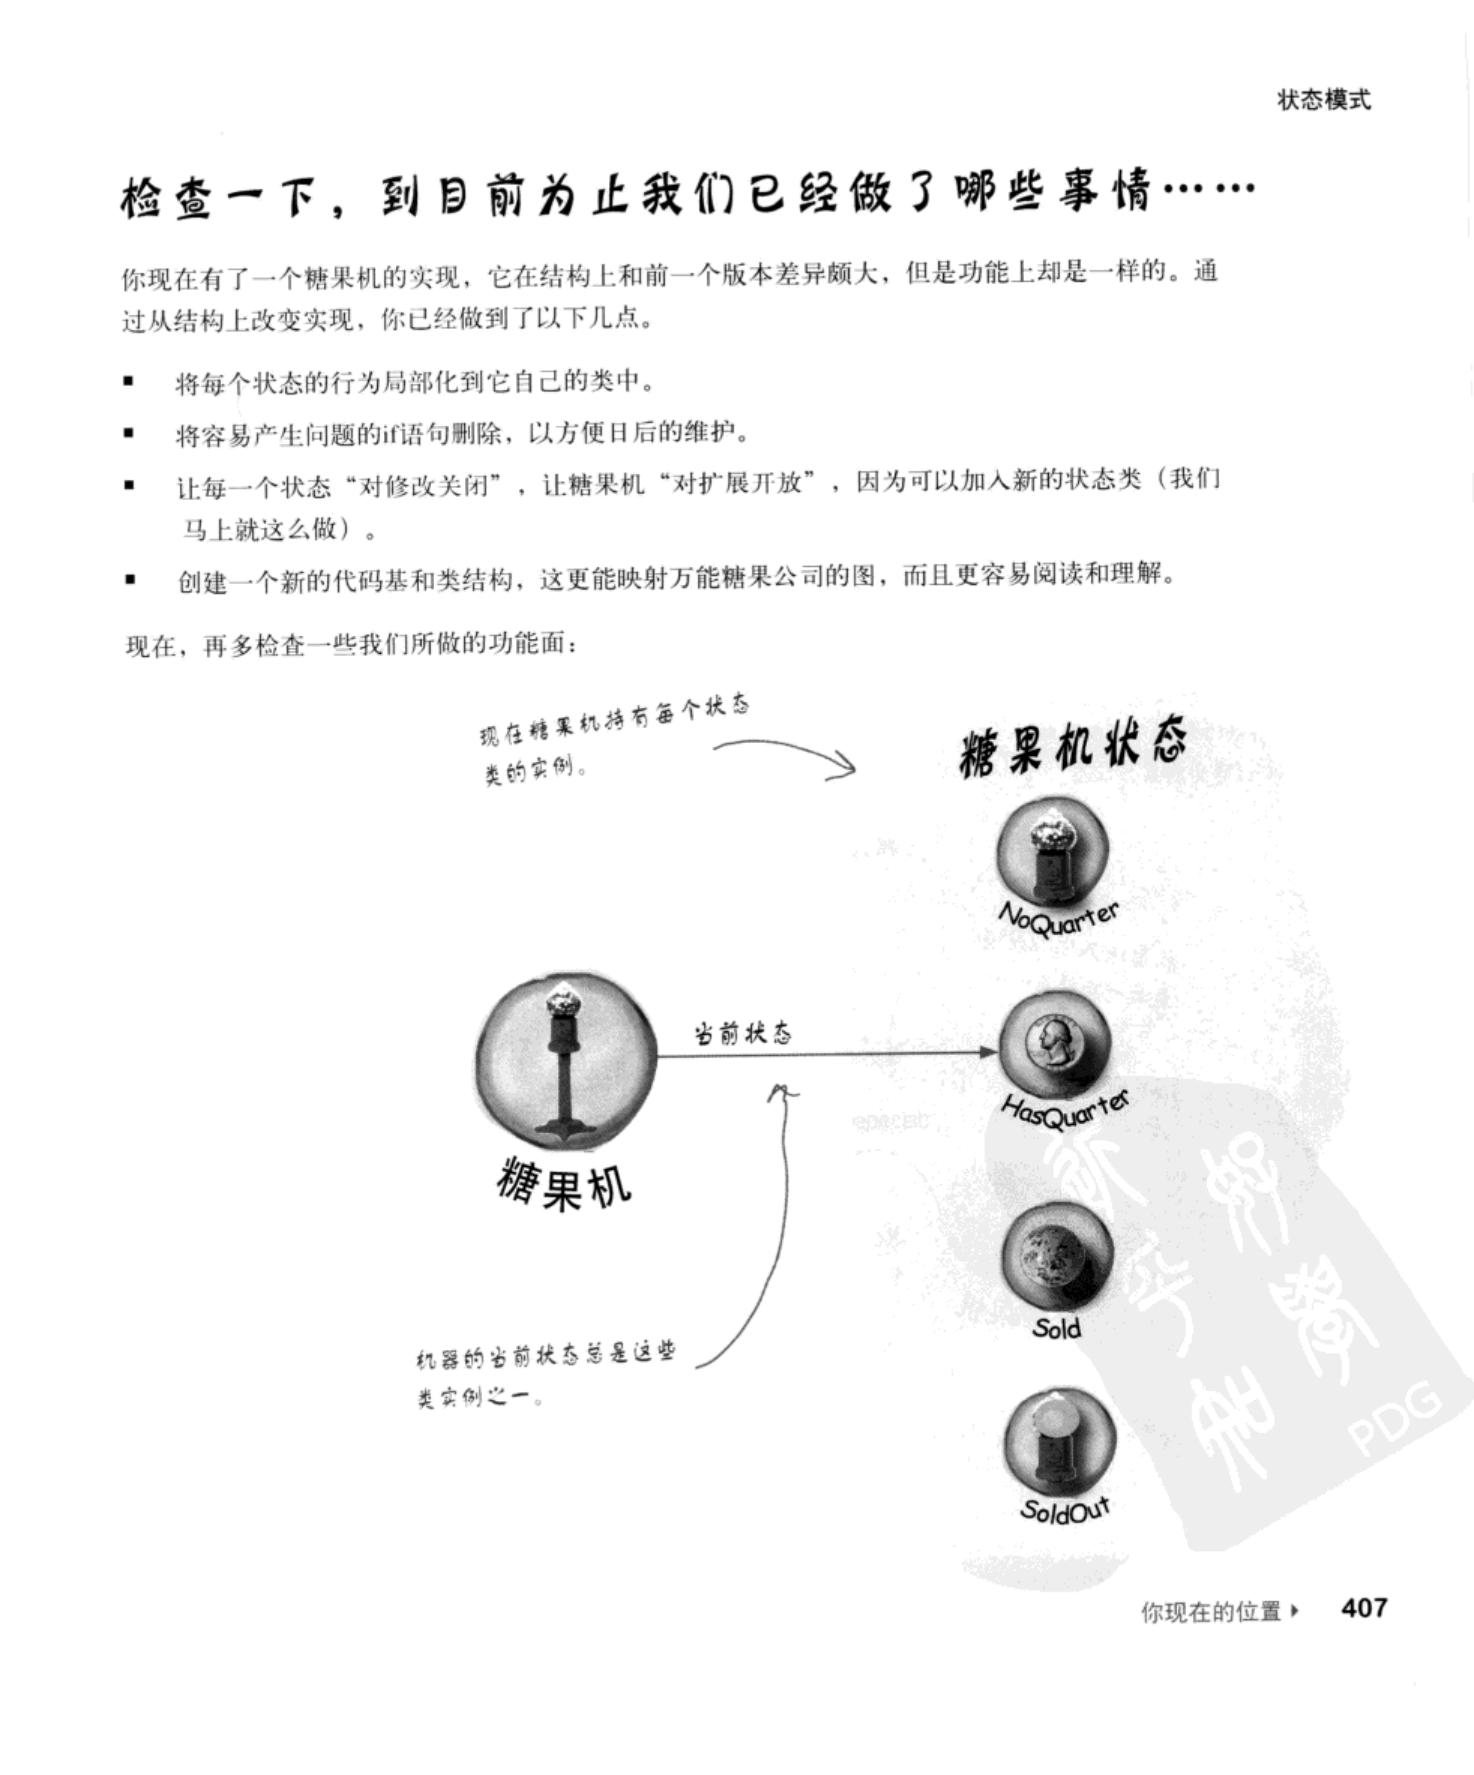 状态模式
检查一下，到目前为止我们已经做了哪些事情……
你现在有了一个糖果机的实现，它在结构上和前一个版本差异颇大，但是功能上却是一样的。通
过从结构上改变实现，你已经做到了以下几点。
■ 将每个状态的行为局部化到它自己的类中。
■ 将容易产生问题的if语句删除，以方便日后的维护。
■ 让每一个状态“对修改关闭”，让糖果机“对扩展开放”，因为可以加入新的状态类（我们
马上就这么做）。
■ 创建一个新的代码基和类结构，这更能映射万能糖果公司的图，而且更容易阅读和理解。
现在，再多检查一些我们所做的功能面：
现在糖果机持有每个状态
类的实例。
糖果机状态
NoQuarter
当前状态
HasQuarter
糖果机
Sold
机器的当前状态总是这些
类实例之一。
SoldOut
PDG
你现在的位置 ▸ 407